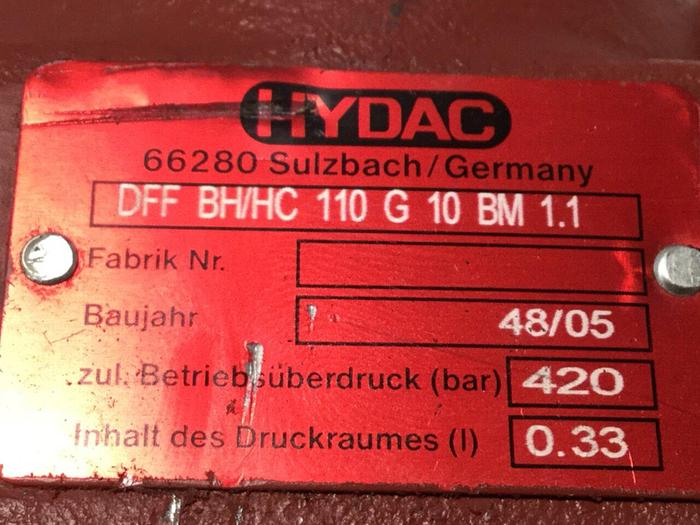 HYDAC
66280 Sulzbach/Germany
DFF BH/HC 110 G 10 BM 1.1
Fabrik Nr.
Baujahr 48/05
zul. Betriebsüberdruck (bar) 420
Inhalt des Druckraumes (l) 0.33